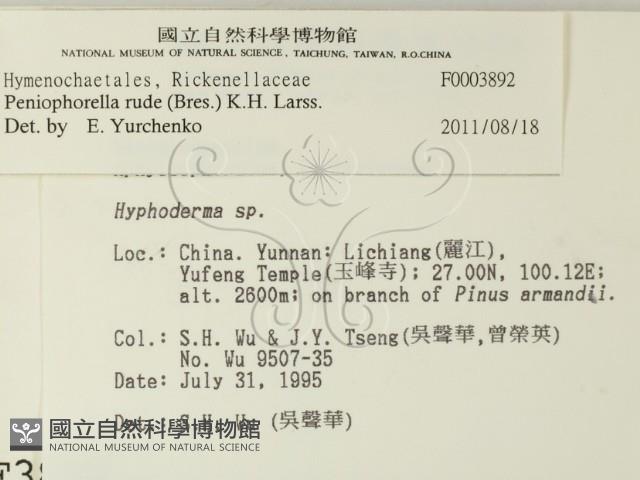 國立自然科學博物館
NATIONAL MUSEUM OF NATURAL SCIENCE, TAICHUNG, TAIWAN, R.O.CHINA
Hymenochaetales, Rickenellaceae F0003892
Peniophorella rude (Bres.) K.H. Larss.
Det. by E. Yurchenko 2011/08/18
Hyphoderma sp.
Loc.: China. Yunnan: Lichiang(麗江),
Yufeng Temple(玉峰寺); 27.00N, 100.12E;
alt. 2600m; on branch of Pinus armandii.
Col.: S.H. Wu & J.Y. Tseng(吳聲華,曾榮英)
No. Wu 9507-35
Date: July 31, 1995
Det.: S.H. Wu (吳聲華)
國立自然科學博物館
NATIONAL MUSEUM OF NATURAL SCIENCE